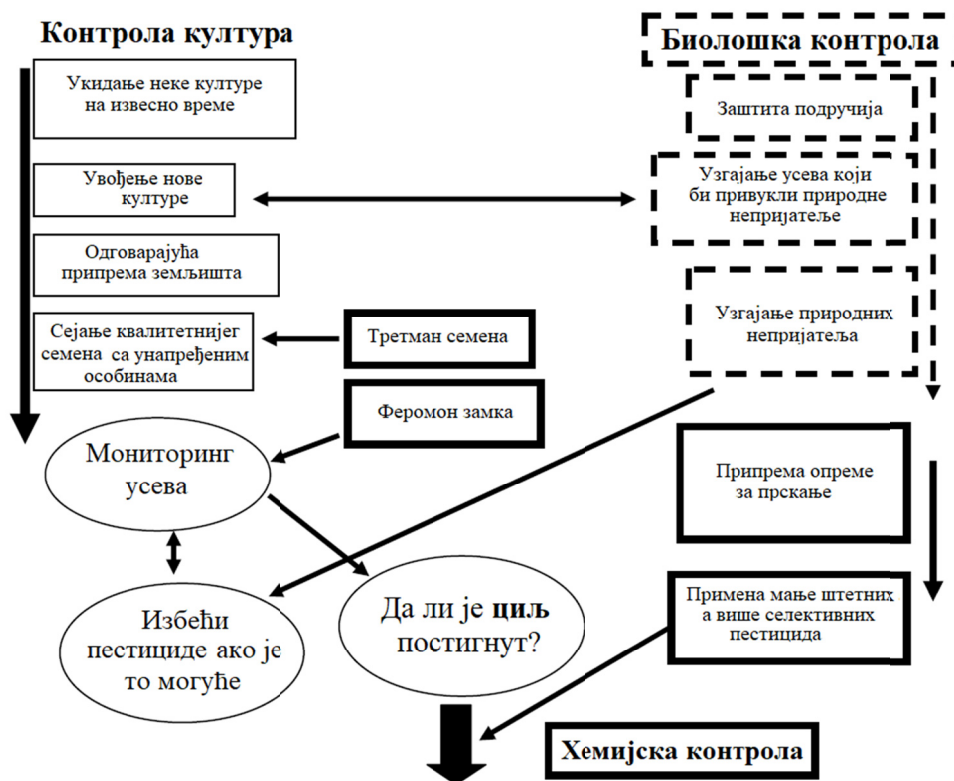 Контрола култура
Укидање неке културе
на извесно време
Увођење нове
културе
Одговарајућа
припрема земљишта
Сејање квалитетнијег
семена са унапређеним
особинама
Третман семена
Феромон замка
Мониторинг
усева
Избећи
пестициде ако је
то могуће
Да ли је циљ
постигнут?
Биолошка контрола
Заштита подручија
Узгајање усева који
би привукли природне
непријатеље
Узгајање природних
непријатеља
Припрема опреме
за прскање
Примена мање штетних
а више селективних
пестицида
Хемијска контрола